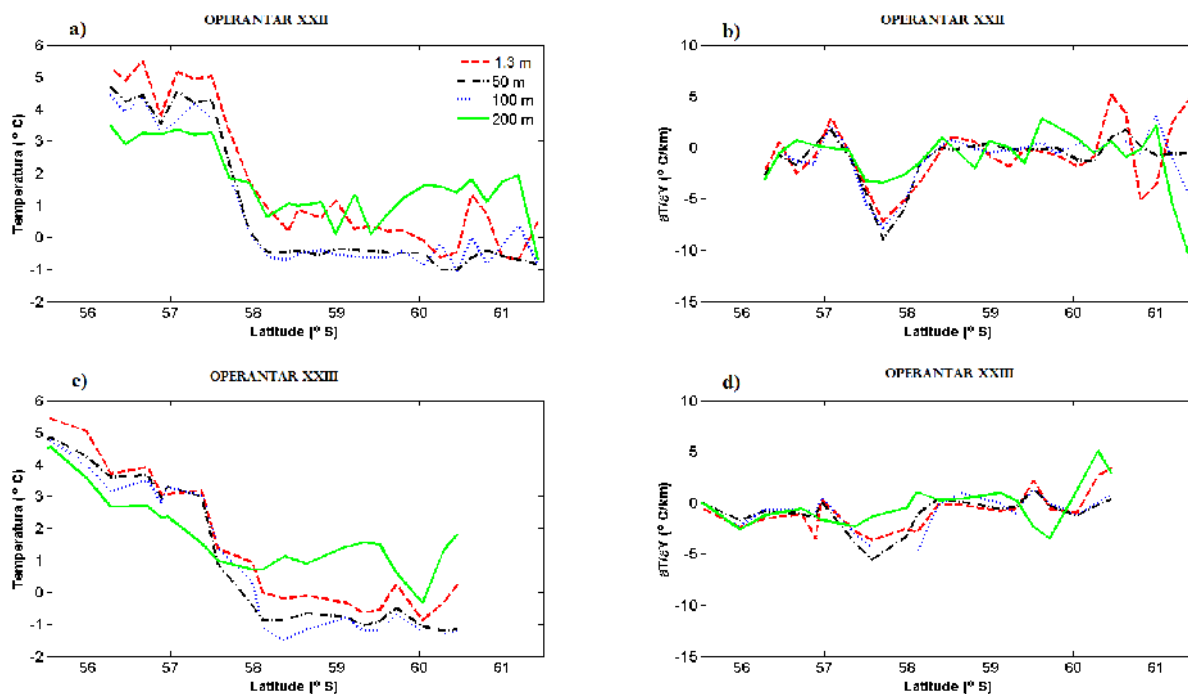 a)
OPERANTAR XXII
6
5
4
3
2
1
0
-1
-2
Temperatura (° C)
1.3 m
50 m
100 m
200 m
56 57 58 59 60 61
Latitude [° S]
b)
OPERANTAR XXII
10
5
0
-5
-10
-15
∂T/∂Y (° C/km)
56 57 58 59 60 61
Latitude [° S]
c)
OPERANTAR XXIII
6
5
4
3
2
1
0
-1
-2
Temperatura (° C)
56 57 58 59 60 61
Latitude [° S]
d)
OPERANTAR XXIII
10
5
0
-5
-10
-15
∂T/∂Y (° C/km)
56 57 58 59 60 61
Latitude [° S]